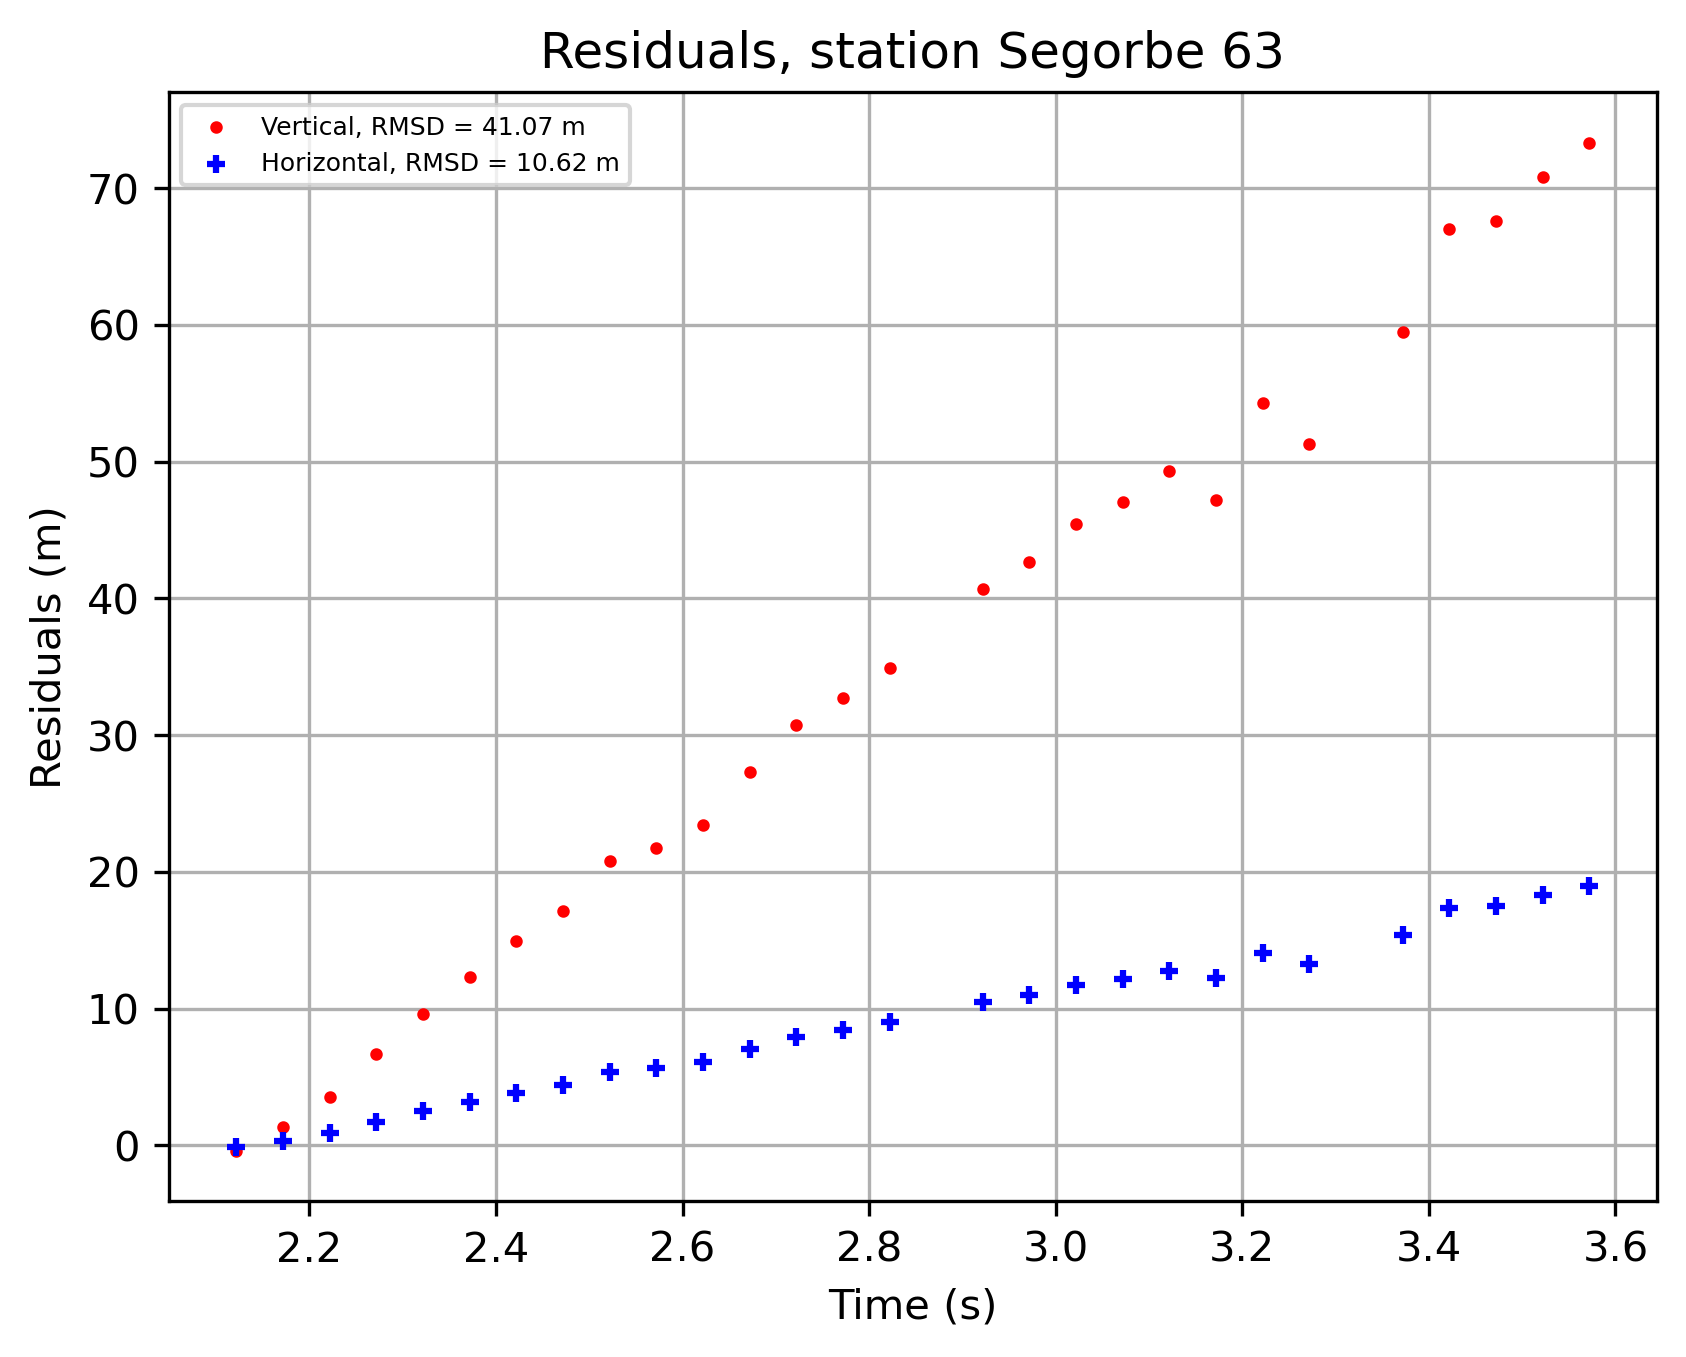 Residuals, station Segorbe 63
Vertical, RMSD = 41.07 m
Horizontal, RMSD = 10.62 m
Residuals (m)
70
60
50
40
30
20
10
0
2.2 2.4 2.6 2.8 3.0 3.2 3.4 3.6
Time (s)